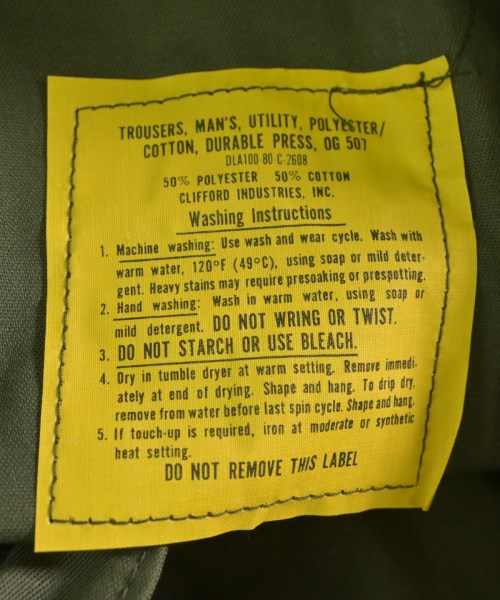 TROUSERS, MAN'S, UTILITY, POLYESTER/
COTTON, DURABLE PRESS, OG 507
DLA100-80-C-2608
50% POLYESTER 50% COTTON
CLIFFORD INDUSTRIES, INC.
Washing Instructions
1. Machine washing: Use wash and wear cycle. Wash with
warm water, 120°F (49°C), using soap or mild deter-
gent. Heavy stains may require presoaking or prespotting.
2. Hand washing: Wash in warm water, using soap or
mild detergent. DO NOT WRING OR TWIST.
3. DO NOT STARCH OR USE BLEACH.
4. Dry in tumble dryer at warm setting. Remove immedi-
ately at end of drying. Shape and hang. To drip dry,
remove from water before last spin cycle. Shape and hang.
5. If touch-up is required, iron at moderate or synthetic
heat setting.
DO NOT REMOVE THIS LABEL